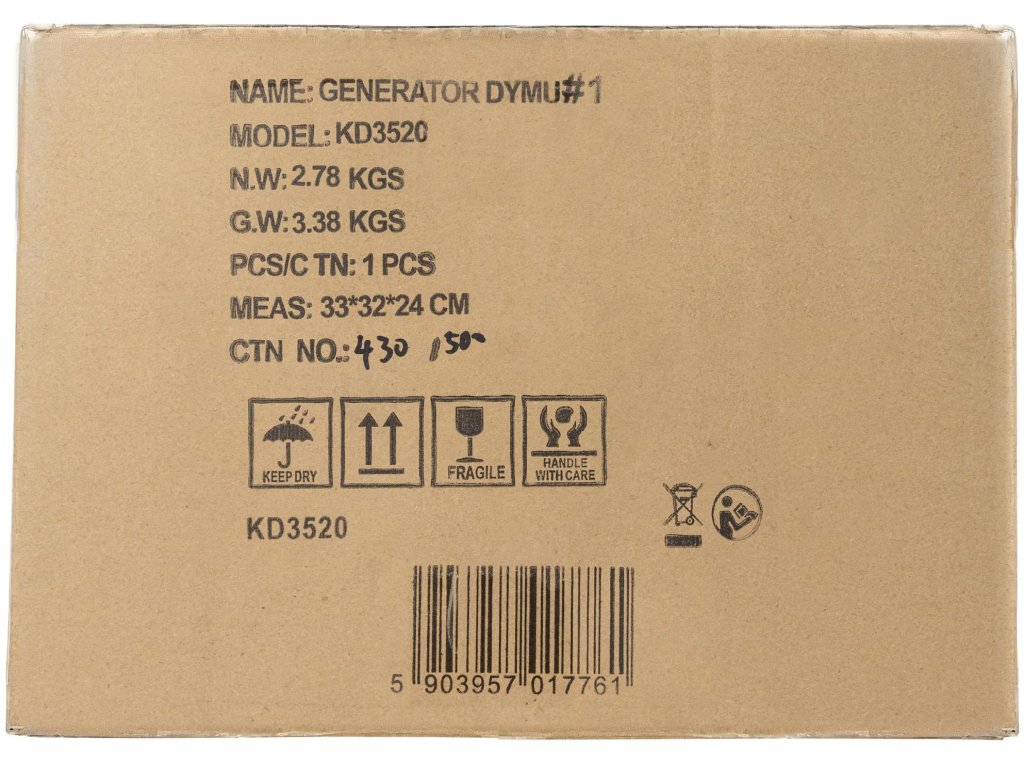 NAME: GENERATOR DYMU#1
MODEL: KD3520
N.W: 2.78 KGS
G.W: 3.38 KGS
PCS/C TN: 1 PCS
MEAS: 33*32*24 CM
CTN NO.: 430 /500
KEEP DRY
FRAGILE
HANDLE
WITH CARE
KD3520
5 903957 017761